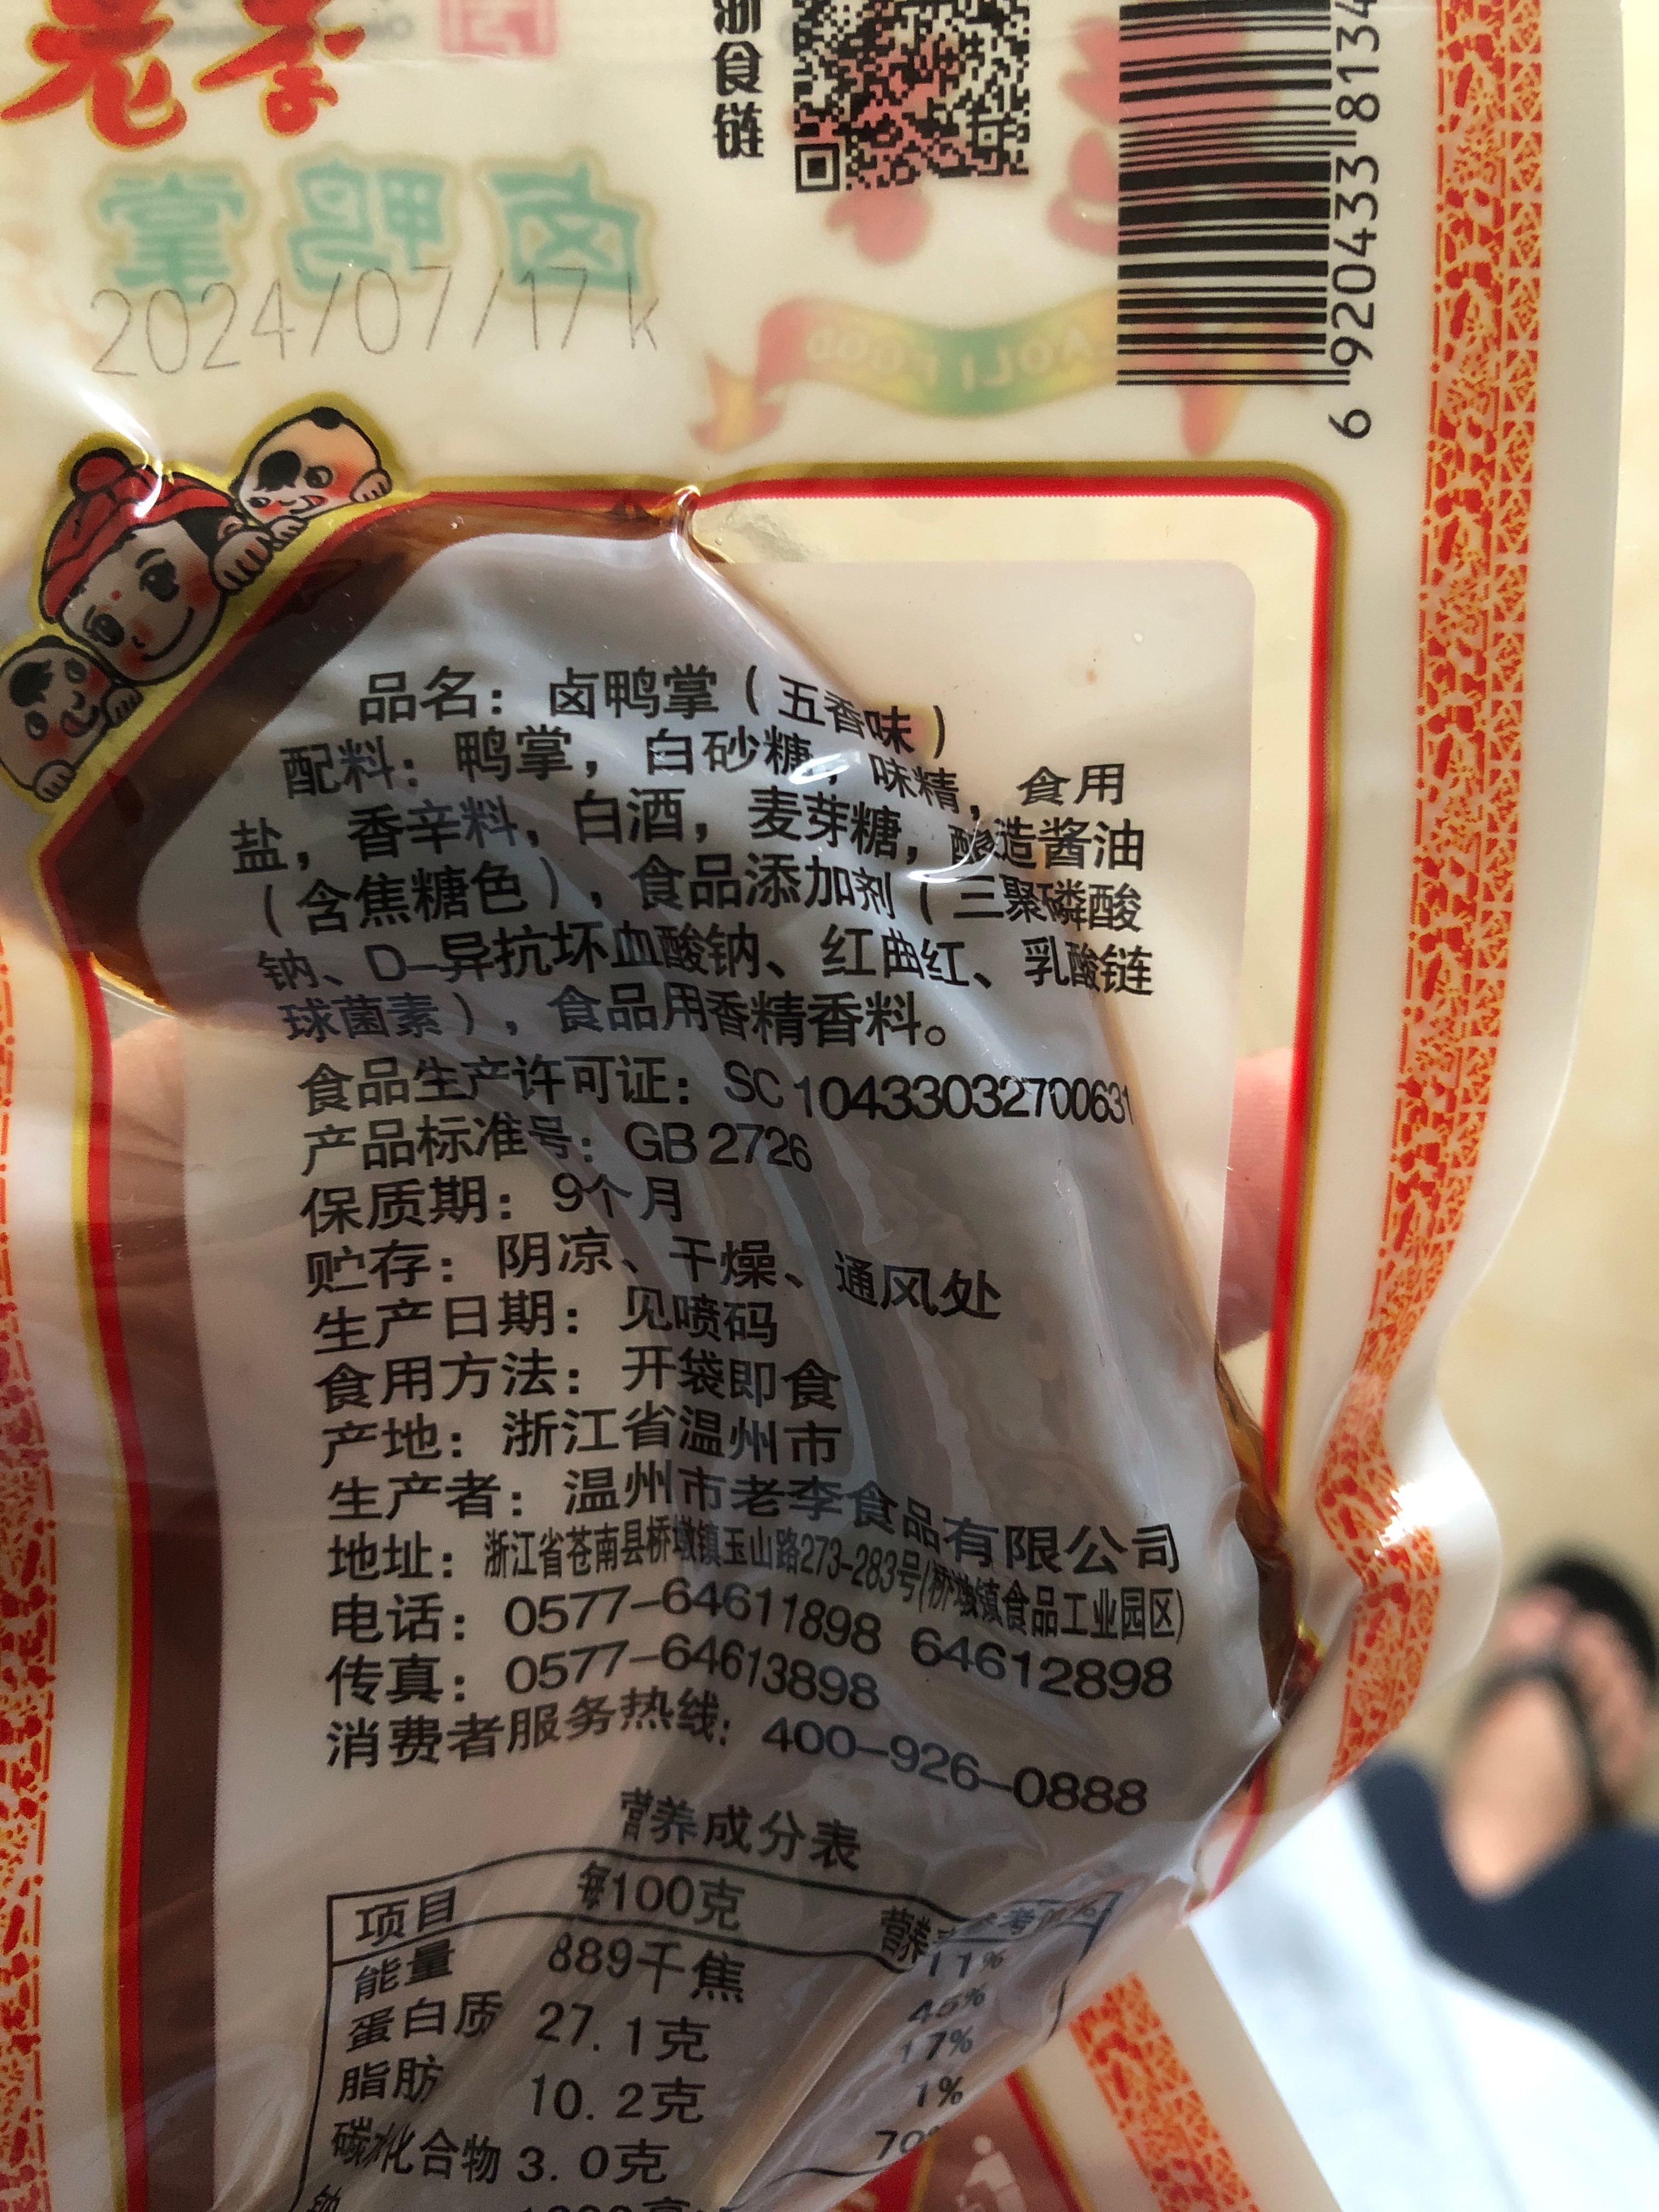 老李
浙食链
6 920433 8134
卤鸭掌
2024/07/17 k
AOLI FOOD
品名：卤鸭掌（五香味）
配料：鸭掌，白砂糖，味精，食用
盐，香辛料，白酒，麦芽糖，酿造酱油
（含焦糖色），食品添加剂（三聚磷酸
钠、D-异抗坏血酸钠、红曲红、乳酸链
球菌素），食品用香精香料。
食品生产许可证：SC10433032700631
产品标准号：GB 2726
保质期：9个月
贮存：阴凉、干燥、通风处
生产日期：见喷码
食用方法：开袋即食
产地：浙江省温州市
生产者：温州市老李食品有限公司
地址：浙江省苍南县桥墩镇玉山路273-283号(桥墩镇食品工业园区)
电话：0577-64611898 64612898
传真：0577-64613898
消费者服务热线：400-926-0888
营养成分表
项目 每100克 营养素参考值%
能量 889千焦 11%
蛋白质 27.1克 45%
脂肪 10.2克 17%
碳水化合物 3.0克 1%
钠